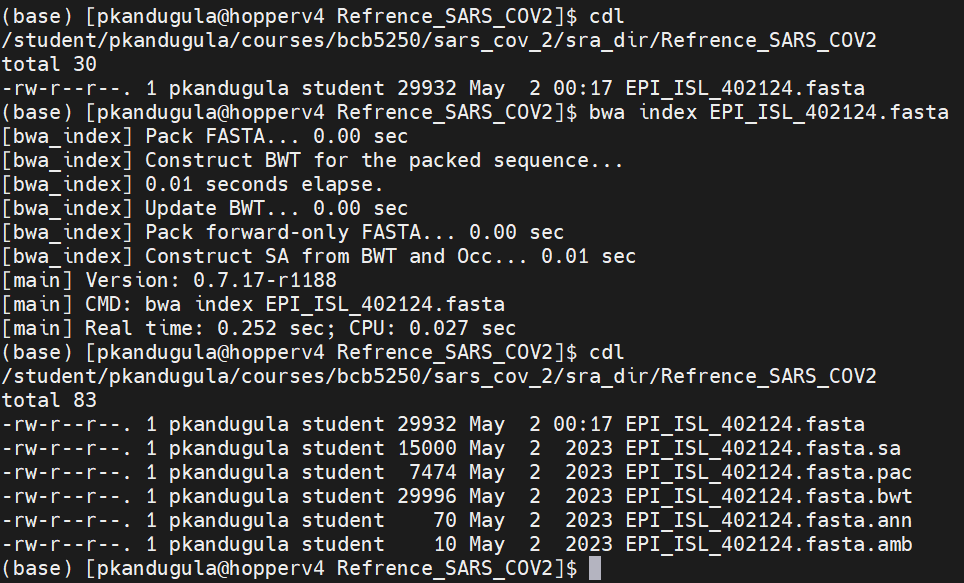 (base) [pkandugula@hopperv4 Refrence_SARS_COV2]$ cdl
/student/pkandugula/courses/bcb5250/sars_cov_2/sra_dir/Refrence_SARS_COV2
total 30
-rw-r--r--. 1 pkandugula student 29932 May  2 00:17 EPI_ISL_402124.fasta
(base) [pkandugula@hopperv4 Refrence_SARS_COV2]$ bwa index EPI_ISL_402124.fasta
[bwa_index] Pack FASTA... 0.00 sec
[bwa_index] Construct BWT for the packed sequence...
[bwa_index] 0.01 seconds elapse.
[bwa_index] Update BWT... 0.00 sec
[bwa_index] Pack forward-only FASTA... 0.00 sec
[bwa_index] Construct SA from BWT and Occ... 0.01 sec
[main] Version: 0.7.17-r1188
[main] CMD: bwa index EPI_ISL_402124.fasta
[main] Real time: 0.252 sec; CPU: 0.027 sec
(base) [pkandugula@hopperv4 Refrence_SARS_COV2]$ cdl
/student/pkandugula/courses/bcb5250/sars_cov_2/sra_dir/Refrence_SARS_COV2
total 83
-rw-r--r--. 1 pkandugula student 29932 May  2 00:17 EPI_ISL_402124.fasta
-rw-r--r--. 1 pkandugula student 15000 May  2  2023 EPI_ISL_402124.fasta.sa
-rw-r--r--. 1 pkandugula student  7474 May  2  2023 EPI_ISL_402124.fasta.pac
-rw-r--r--. 1 pkandugula student 29996 May  2  2023 EPI_ISL_402124.fasta.bwt
-rw-r--r--. 1 pkandugula student    70 May  2  2023 EPI_ISL_402124.fasta.ann
-rw-r--r--. 1 pkandugula student    10 May  2  2023 EPI_ISL_402124.fasta.amb
(base) [pkandugula@hopperv4 Refrence_SARS_COV2]$